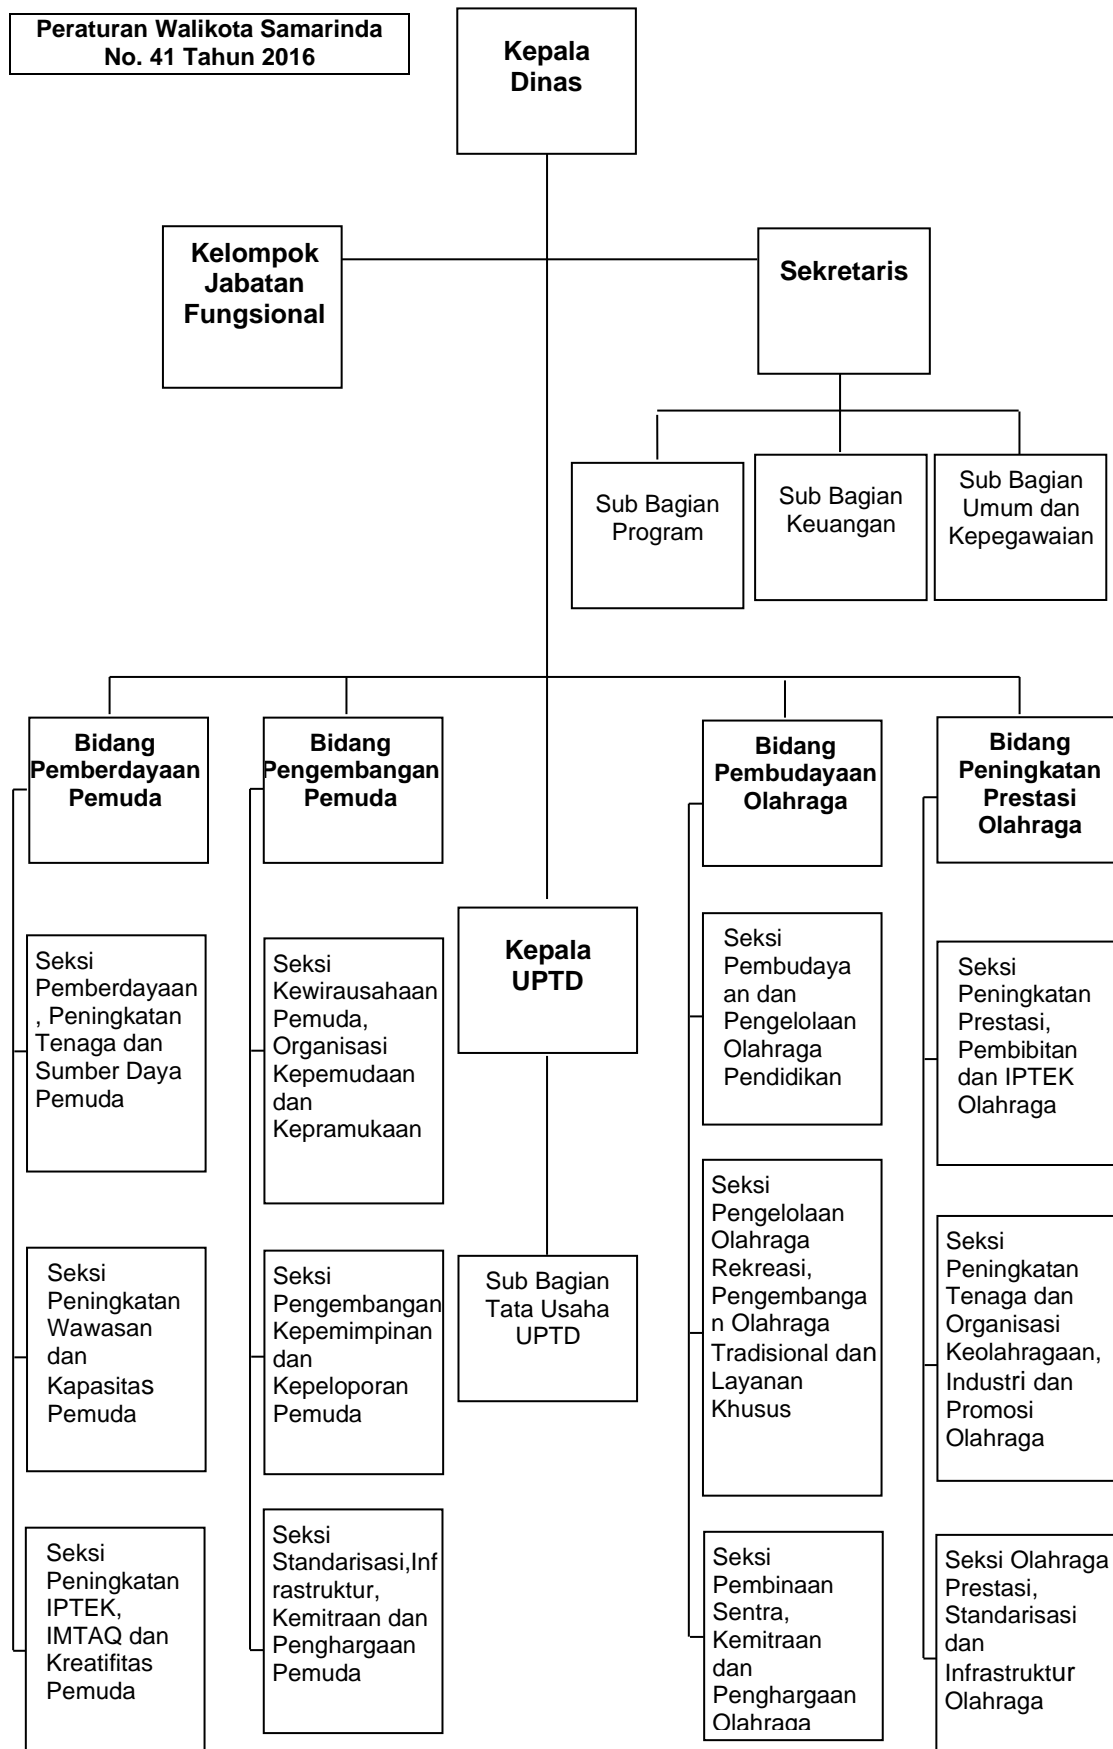 Peraturan Walikota Samarinda
No. 41 Tahun 2016
Kepala
Dinas
Kelompok
Jabatan
Fungsional
Sekretaris
Sub Bagian
Program
Sub Bagian
Keuangan
Sub Bagian
Umum dan
Kepegawaian
Bidang
Pemberdayaan
Pemuda
Bidang
Pengembangan
Pemuda
Bidang
Pembudayaan
Olahraga
Bidang
Peningkatan
Prestasi
Olahraga
Kepala
UPTD
Seksi
Pemberdayaan
, Peningkatan
Tenaga dan
Sumber Daya
Pemuda
Seksi
Kewirausahaan
Pemuda,
Organisasi
Kepemudaan
dan
Kepramukaan
Seksi
Pembudaya
an dan
Pengelolaan
Olahraga
Pendidikan
Seksi
Peningkatan
Prestasi,
Pembibitan
dan IPTEK
Olahraga
Seksi
Peningkatan
Wawasan
dan
Kapasitas
Pemuda
Seksi
Pengembangan
Kepemimpinan
dan
Kepeloporan
Pemuda
Sub Bagian
Tata Usaha
UPTD
Seksi
Pengelolaan
Olahraga
Rekreasi,
Pengembanga
n Olahraga
Tradisional dan
Layanan
Khusus
Seksi
Peningkatan
Tenaga dan
Organisasi
Keolahragaan,
Industri dan
Promosi
Olahraga
Seksi
Peningkatan
IPTEK,
IMTAQ dan
Kreatifitas
Pemuda
Seksi
Standarisasi,Inf
rastruktur,
Kemitraan dan
Penghargaan
Pemuda
Seksi
Pembinaan
Sentra,
Kemitraan
dan
Penghargaan
Olahraga
Seksi Olahraga
Prestasi,
Standarisasi
dan
Infrastruktur
Olahraga